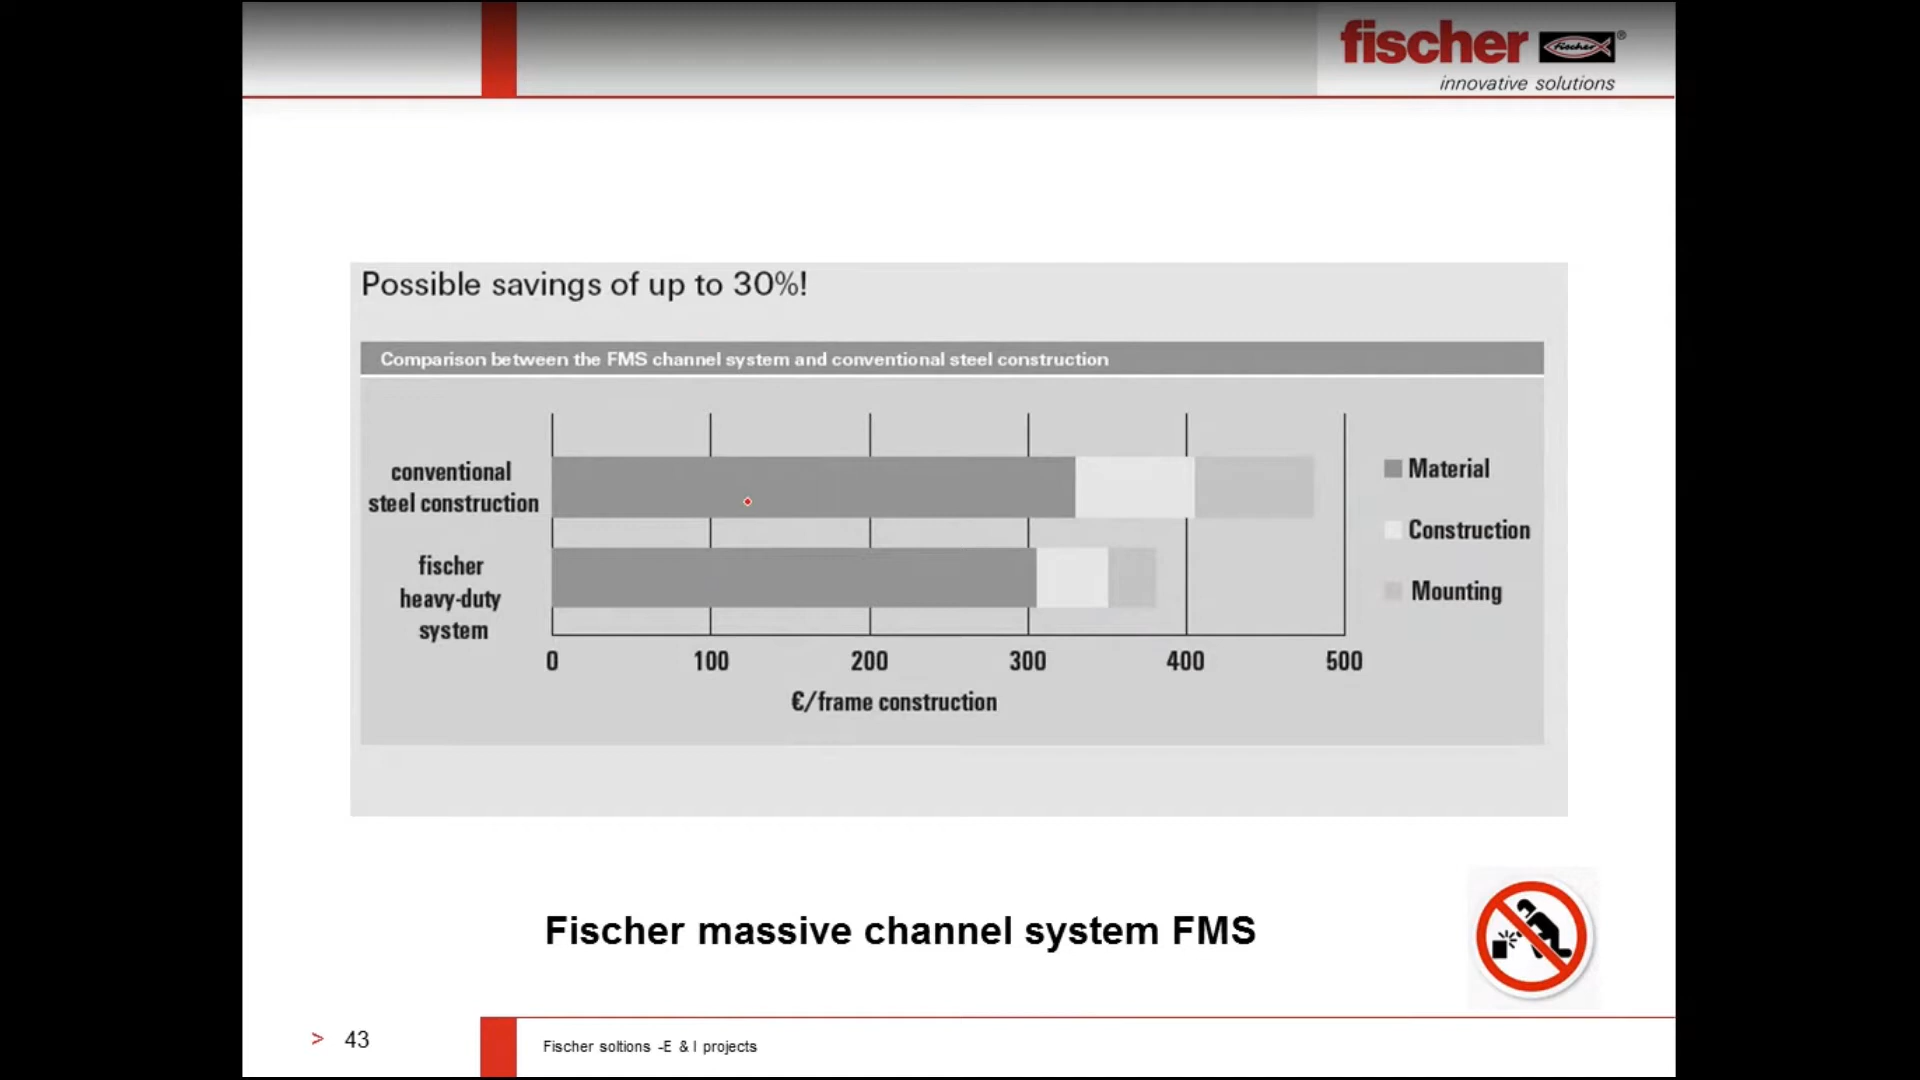 fischer fischer ®
innovative solutions
Possible savings of up to 30%!
Comparison between the FMS channel system and conventional steel construction
conventional
steel construction
fischer
heavy-duty
system
Material
Construction
Mounting
0 100 200 300 400 500
€/frame construction
Fischer massive channel system FMS
> 43
Fischer soltions -E & I projects